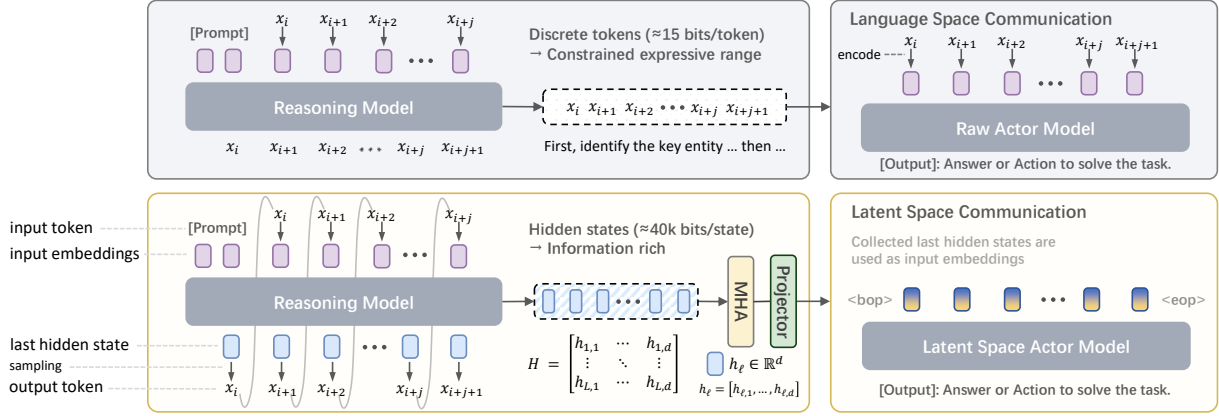 x_i x_{i+1} x_{i+2} x_{i+j}
[Prompt]
Discrete tokens (≈15 bits/token)
→ Constrained expressive range
Reasoning Model
x_i x_{i+1} x_{i+2} ••• x_{i+j} x_{i+j+1}
x_i x_{i+1} x_{i+2} ••• x_{i+j} x_{i+j+1}
First, identify the key entity ... then ...
Language Space Communication
x_i x_{i+1} x_{i+2} x_{i+j} x_{i+j+1}
encode
•••
Raw Actor Model
[Output]: Answer or Action to solve the task.
input token
input embeddings
last hidden state
sampling
output token
x_i x_{i+1} x_{i+2} x_{i+j}
[Prompt]
•••
Reasoning Model
•••
x_i x_{i+1} x_{i+2} x_{i+j} x_{i+j+1}
Hidden states (≈40k bits/state)
→ Information rich
•••
MHA
Projector
H = [h_{1,1} ⋯ h_{1,d}
⋮ ⋱ ⋮
h_{L,1} ⋯ h_{L,d}]
h_ℓ ∈ ℝ^d
h_ℓ = [h_{ℓ,1}, … , h_{ℓ,d}]
Latent Space Communication
Collected last hidden states are
used as input embeddings
<bop> ••• <eop>
Latent Space Actor Model
[Output]: Answer or Action to solve the task.